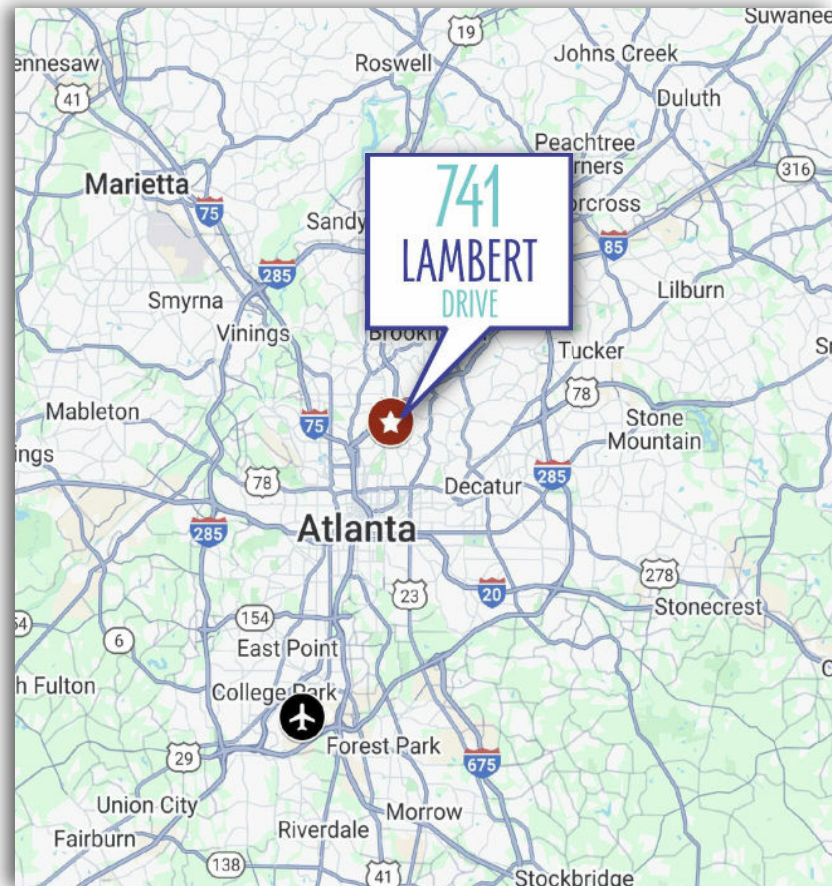 Suwanee
19
ennesaw
Roswell
Johns Creek
41
Duluth
Peachtree
rners
316
Marietta
741
LAMBERT
DRIVE
orcross
75
Sandy
85
285
Lilburn
Smyrna
Vinings
Brookh
Tucker
78
Mableton
75
Stone
Mountain
ings
78
Decatur
285
285
Atlanta
23
278
20
Stonecrest
154
54
6
East Point
h Fulton
College Park
Forest Park
29
675
Union City
Morrow
Riverdale
Fairburn
138
41
Stockbridge